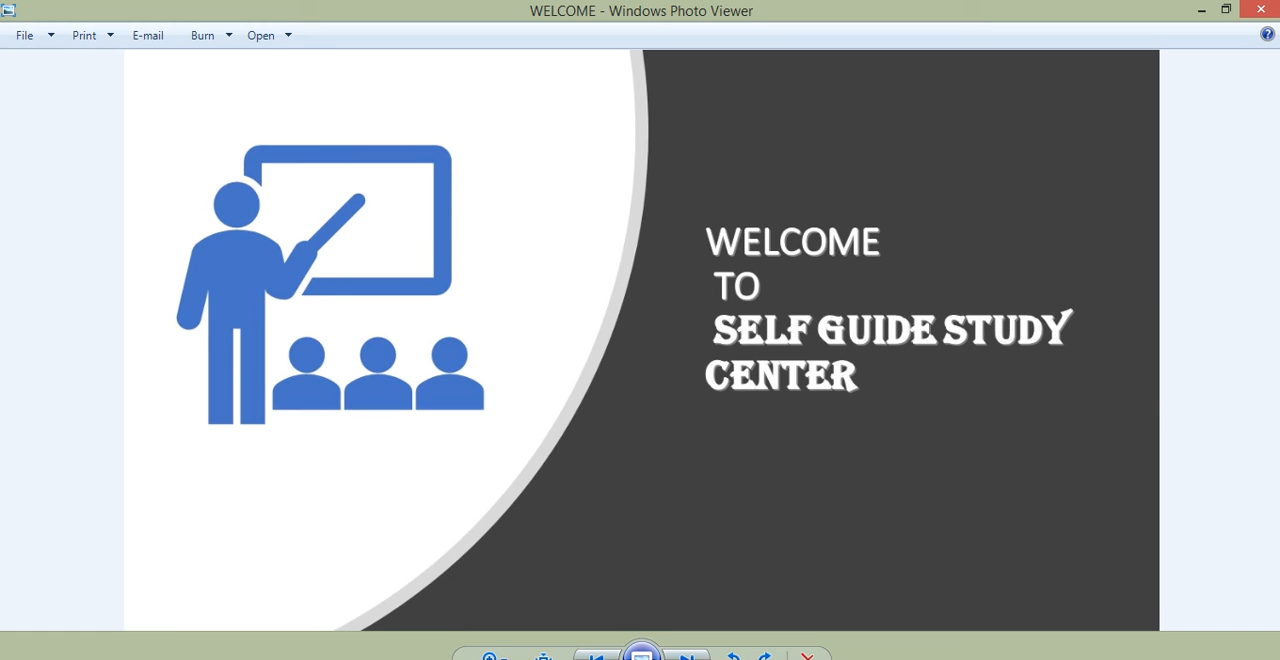 WELCOME - Windows Photo Viewer
File Print E-mail Burn Open
WELCOME
TO
SELF GUIDE STUDY
CENTER